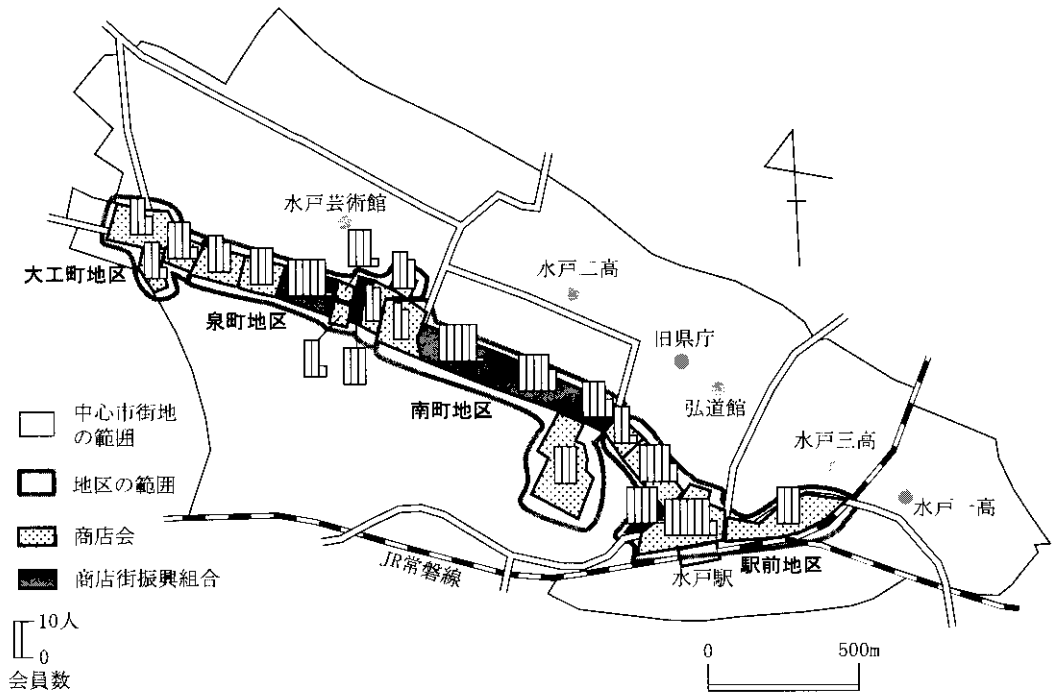 水戸芸術館
水戸二高
大工町地区
泉町地区
旧県庁
弘道館
南町地区
水戸三高
水戸一高
中心市街地
の範囲
地区の範囲
商店会
商店街振興組合
JR常磐線
水戸駅
駅前地区
10人
0
会員数
0
500m